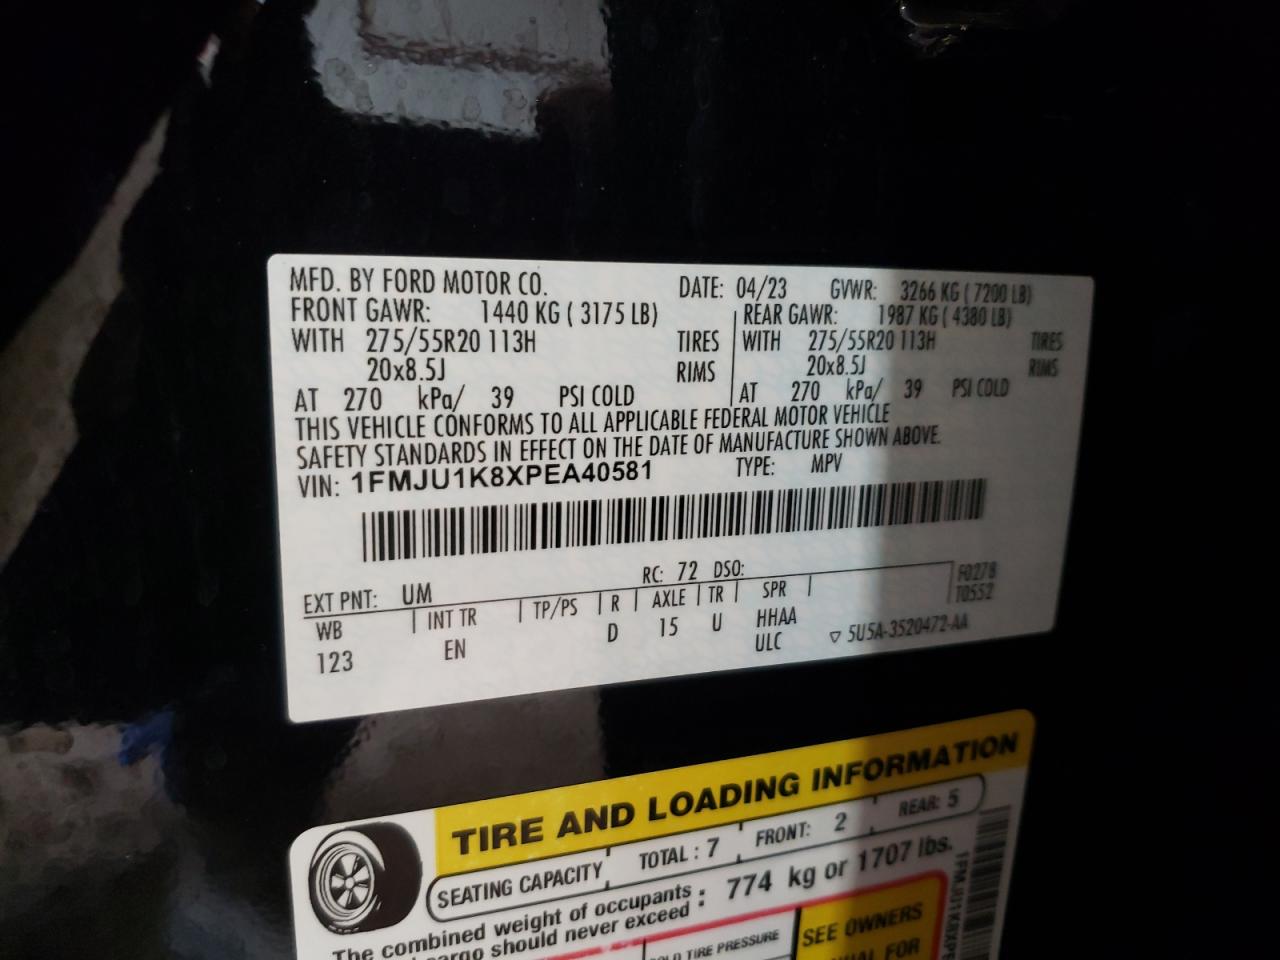 MFD. BY FORD MOTOR CO. DATE: 04/23 GVWR: 3266 KG ( 7200 LB)
FRONT GAWR: 1440 KG ( 3175 LB) REAR GAWR: 1987 KG ( 4380 LB)
WITH 275/55R20 113H TIRES WITH 275/55R20 113H TIRES
20x8.5J RIMS 20x8.5J RIMS
AT 270 kPa/ 39 PSI COLD AT 270 kPa/ 39 PSI COLD
THIS VEHICLE CONFORMS TO ALL APPLICABLE FEDERAL MOTOR VEHICLE
SAFETY STANDARDS IN EFFECT ON THE DATE OF MANUFACTURE SHOWN ABOVE.
VIN: 1FMJU1K8XPEA40581 TYPE: MPV
EXT PNT: UM RC: 72 DSO: F0278
T0552
WB INT TR TP/PS R AXLE TR SPR
123 EN D 15 U HHAA
ULC ▽ 5U5A-3520472-AA
TIRE AND LOADING INFORMATION
SEATING CAPACITY TOTAL : 7 FRONT: 2 REAR: 5
The combined weight of occupants
cargo should never exceed : 774 kg or 1707 lbs.
TIRE PRESSURE
SEE OWNERS
FOR